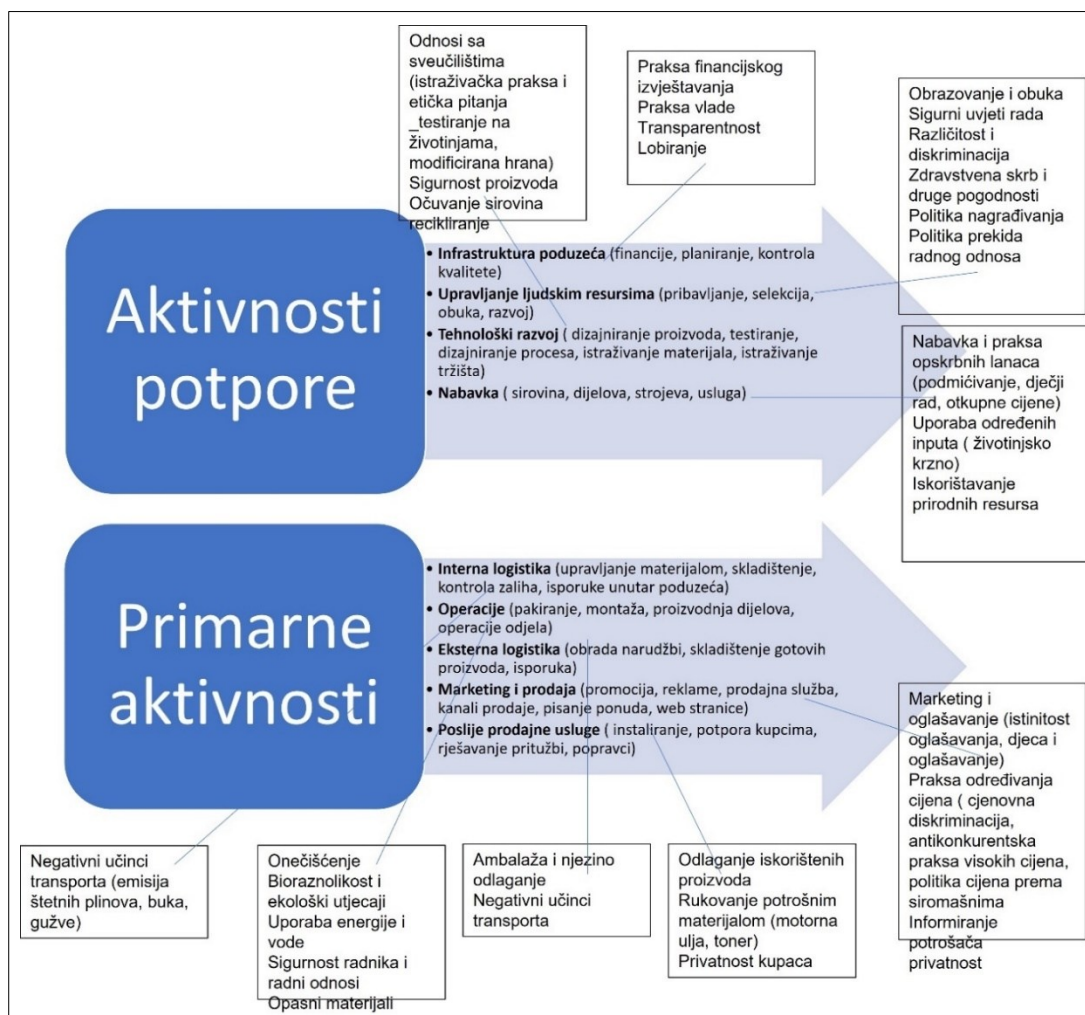 Odnosi sa
sveučilištima
(istraživačka praksa i
etička pitanja
_testiranje na
životinjama,
modificirana hrana)
Sigurnost proizvoda
Očuvanje sirovina
recikliranje
Praksa financijskog
izvještavanja
Praksa vlade
Transparentnost
Lobiranje
Obrazovanje i obuka
Sigurni uvjeti rada
Različitost i
diskriminacija
Zdravstvena skrb i
druge pogodnosti
Politika nagrađivanja
Politika prekida
radnog odnosa
Aktivnosti
potpore
• Infrastruktura poduzeća (financije, planiranje, kontrola
kvalitete)
• Upravljanje ljudskim resursima (pribavljanje, selekcija,
obuka, razvoj)
• Tehnološki razvoj ( dizajniranje proizvoda, testiranje,
dizajniranje procesa, istraživanje materijala, istraživanje
tržišta)
• Nabavka ( sirovina, dijelova, strojeva, usluga)
Nabavka i praksa
opskrbnih lanaca
(podmićivanje, dječji
rad, otkupne cijene)
Uporaba određenih
inputa ( životinjsko
krzno)
Iskorištavanje
prirodnih resursa
Primarne
aktivnosti
• Interna logistika (upravljanje materijalom, skladištenje,
kontrola zaliha, isporuke unutar poduzeća)
• Operacije (pakiranje, montaža, proizvodnja dijelova,
operacije odjela)
• Eksterna logistika (obrada narudžbi, skladištenje gotovih
proizvoda, isporuka)
• Marketing i prodaja (promocija, reklame, prodajna služba,
kanali prodaje, pisanje ponuda, web stranice)
• Poslije prodajne usluge ( instaliranje, potpora kupcima,
rješavanje pritužbi, popravci)
Marketing i
oglašavanje (istinitost
oglašavanja, djeca i
oglašavanje)
Praksa određivanja
cijena ( cjenovna
diskriminacija,
antikonkurentska
praksa visokih cijena,
politika cijena prema
siromašnima
Informiranje
potrošača
privatnost
Negativni učinci
transporta (emisija
štetnih plinova, buka,
gužve)
Onečišćenje
Bioraznolikost i
ekološki utjecaji
Uporaba energije i
vode
Sigurnost radnika i
radni odnosi
Opasni materijali
Ambalaža i njezino
odlaganje
Negativni učinci
transporta
Odlaganje iskorištenih
proizvoda
Rukovanje potrošnim
materijalom (motorna
ulja, toner)
Privatnost kupaca